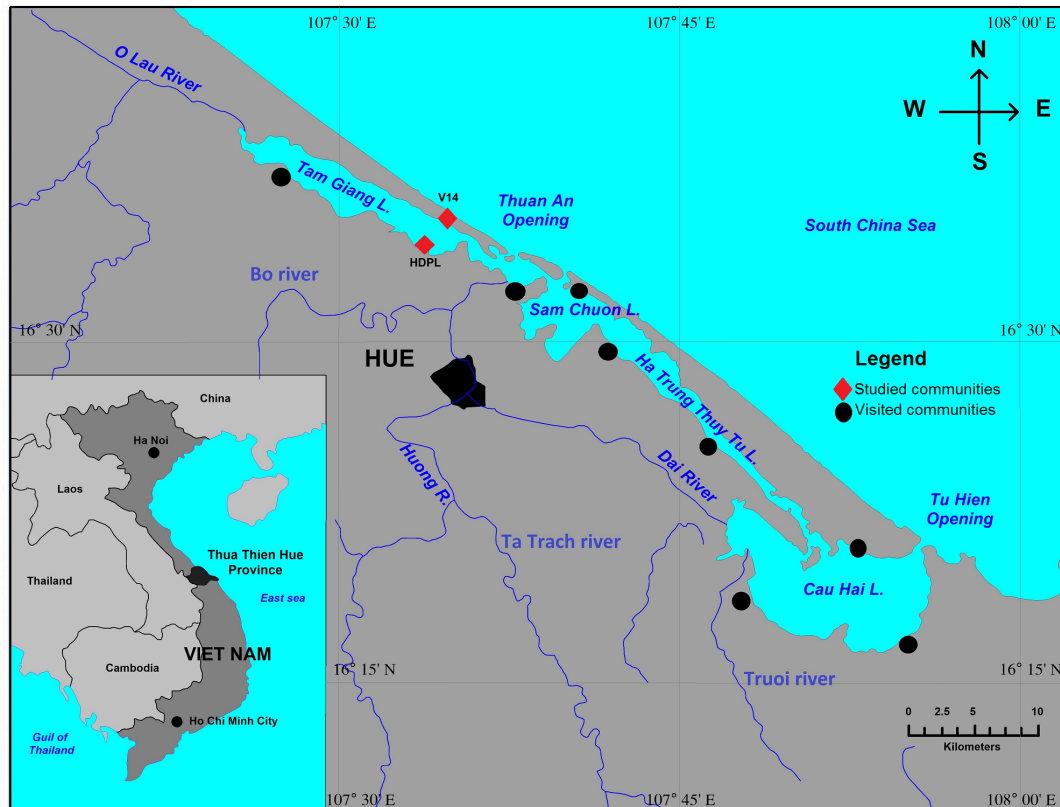 107° 30' E
107° 45' E
108° 00' E
O Lau River
N
W
E
S
Tam Giang L.
V14
Thuan An
Opening
South China Sea
HDPL
Bo river
Sam Chuon L.
16° 30' N
16° 30' N
HUE
Legend
Studied communities
Visited communities
Ha Trung Thuy Tu L.
Huong R.
Dai River
Tu Hien
Opening
Ta Trach river
Cau Hai L.
16° 15' N
16° 15' N
Truoi river
0 2.5 5 10
Kilometers
107° 30' E
107° 45' E
108° 00' E
China
Ha Noi
Laos
Thua Thien Hue
Province
Thailand
East sea
VIET NAM
Cambodia
Ho Chi Minh City
Guil of
Thailand